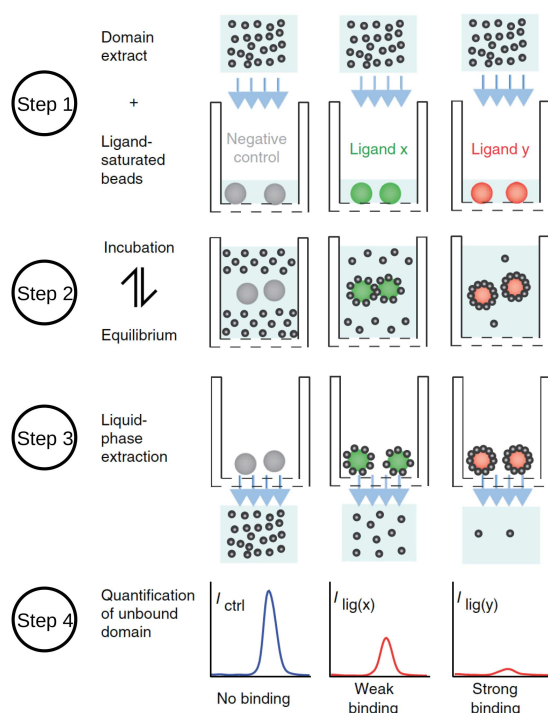 Domain
extract
Step 1
+
Ligand-
saturated
beads
Negative
control
Ligand x
Ligand y
Incubation
Step 2
Equilibrium
Step 3
Liquid-
phase
extraction
Step 4
Quantification
of unbound
domain
I ctrl
I lig(x)
I lig(y)
No binding
Weak
binding
Strong
binding